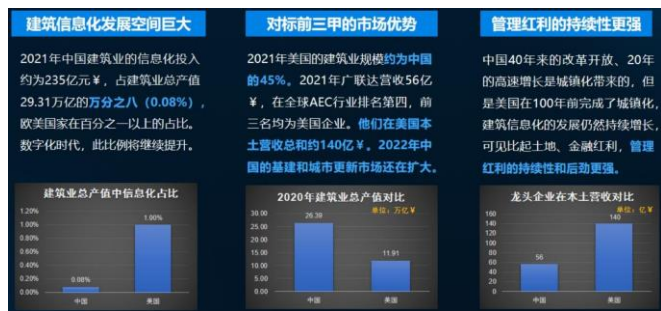 建筑信息化发展空间巨大
2021年中国建筑业的信息化投入
约为235亿元￥，占建筑业总产值
29.31万亿的万分之八（0.08%），
欧美国家在百分之一以上的占比。
数字化时代，此比例将继续提升。
建筑业总产值中信息化占比
1.20%
1.00%
0.80%
0.60%
0.40%
0.20%
0.00%
0.08%
1.00%
中国
美国
对标前三甲的市场优势
2021年美国的建筑业规模约为中国
的45%。2021年广联达营收56亿
￥，在全球AEC行业排名第四，前
三名均为美国企业。他们在美国本
土营收总和约140亿￥。2022年中
国的基建和城市更新市场还在扩大。
2020年建筑业总产值对比
单位：万亿￥
30.00
25.00
20.00
15.00
10.00
5.00
0.00
26.39
11.91
中国
美国
管理红利的持续性更强
中国40年来的改革开放、20年
的高速增长是城镇化带来的，但
是美国在100年前完成了城镇化，
建筑信息化的发展仍然持续增长，
可见比起土地、金融红利，管理
红利的持续性和后劲更强。
龙头企业在本土营收对比
单位：亿￥
160
140
120
100
80
60
40
20
0
56
140
中国
美国